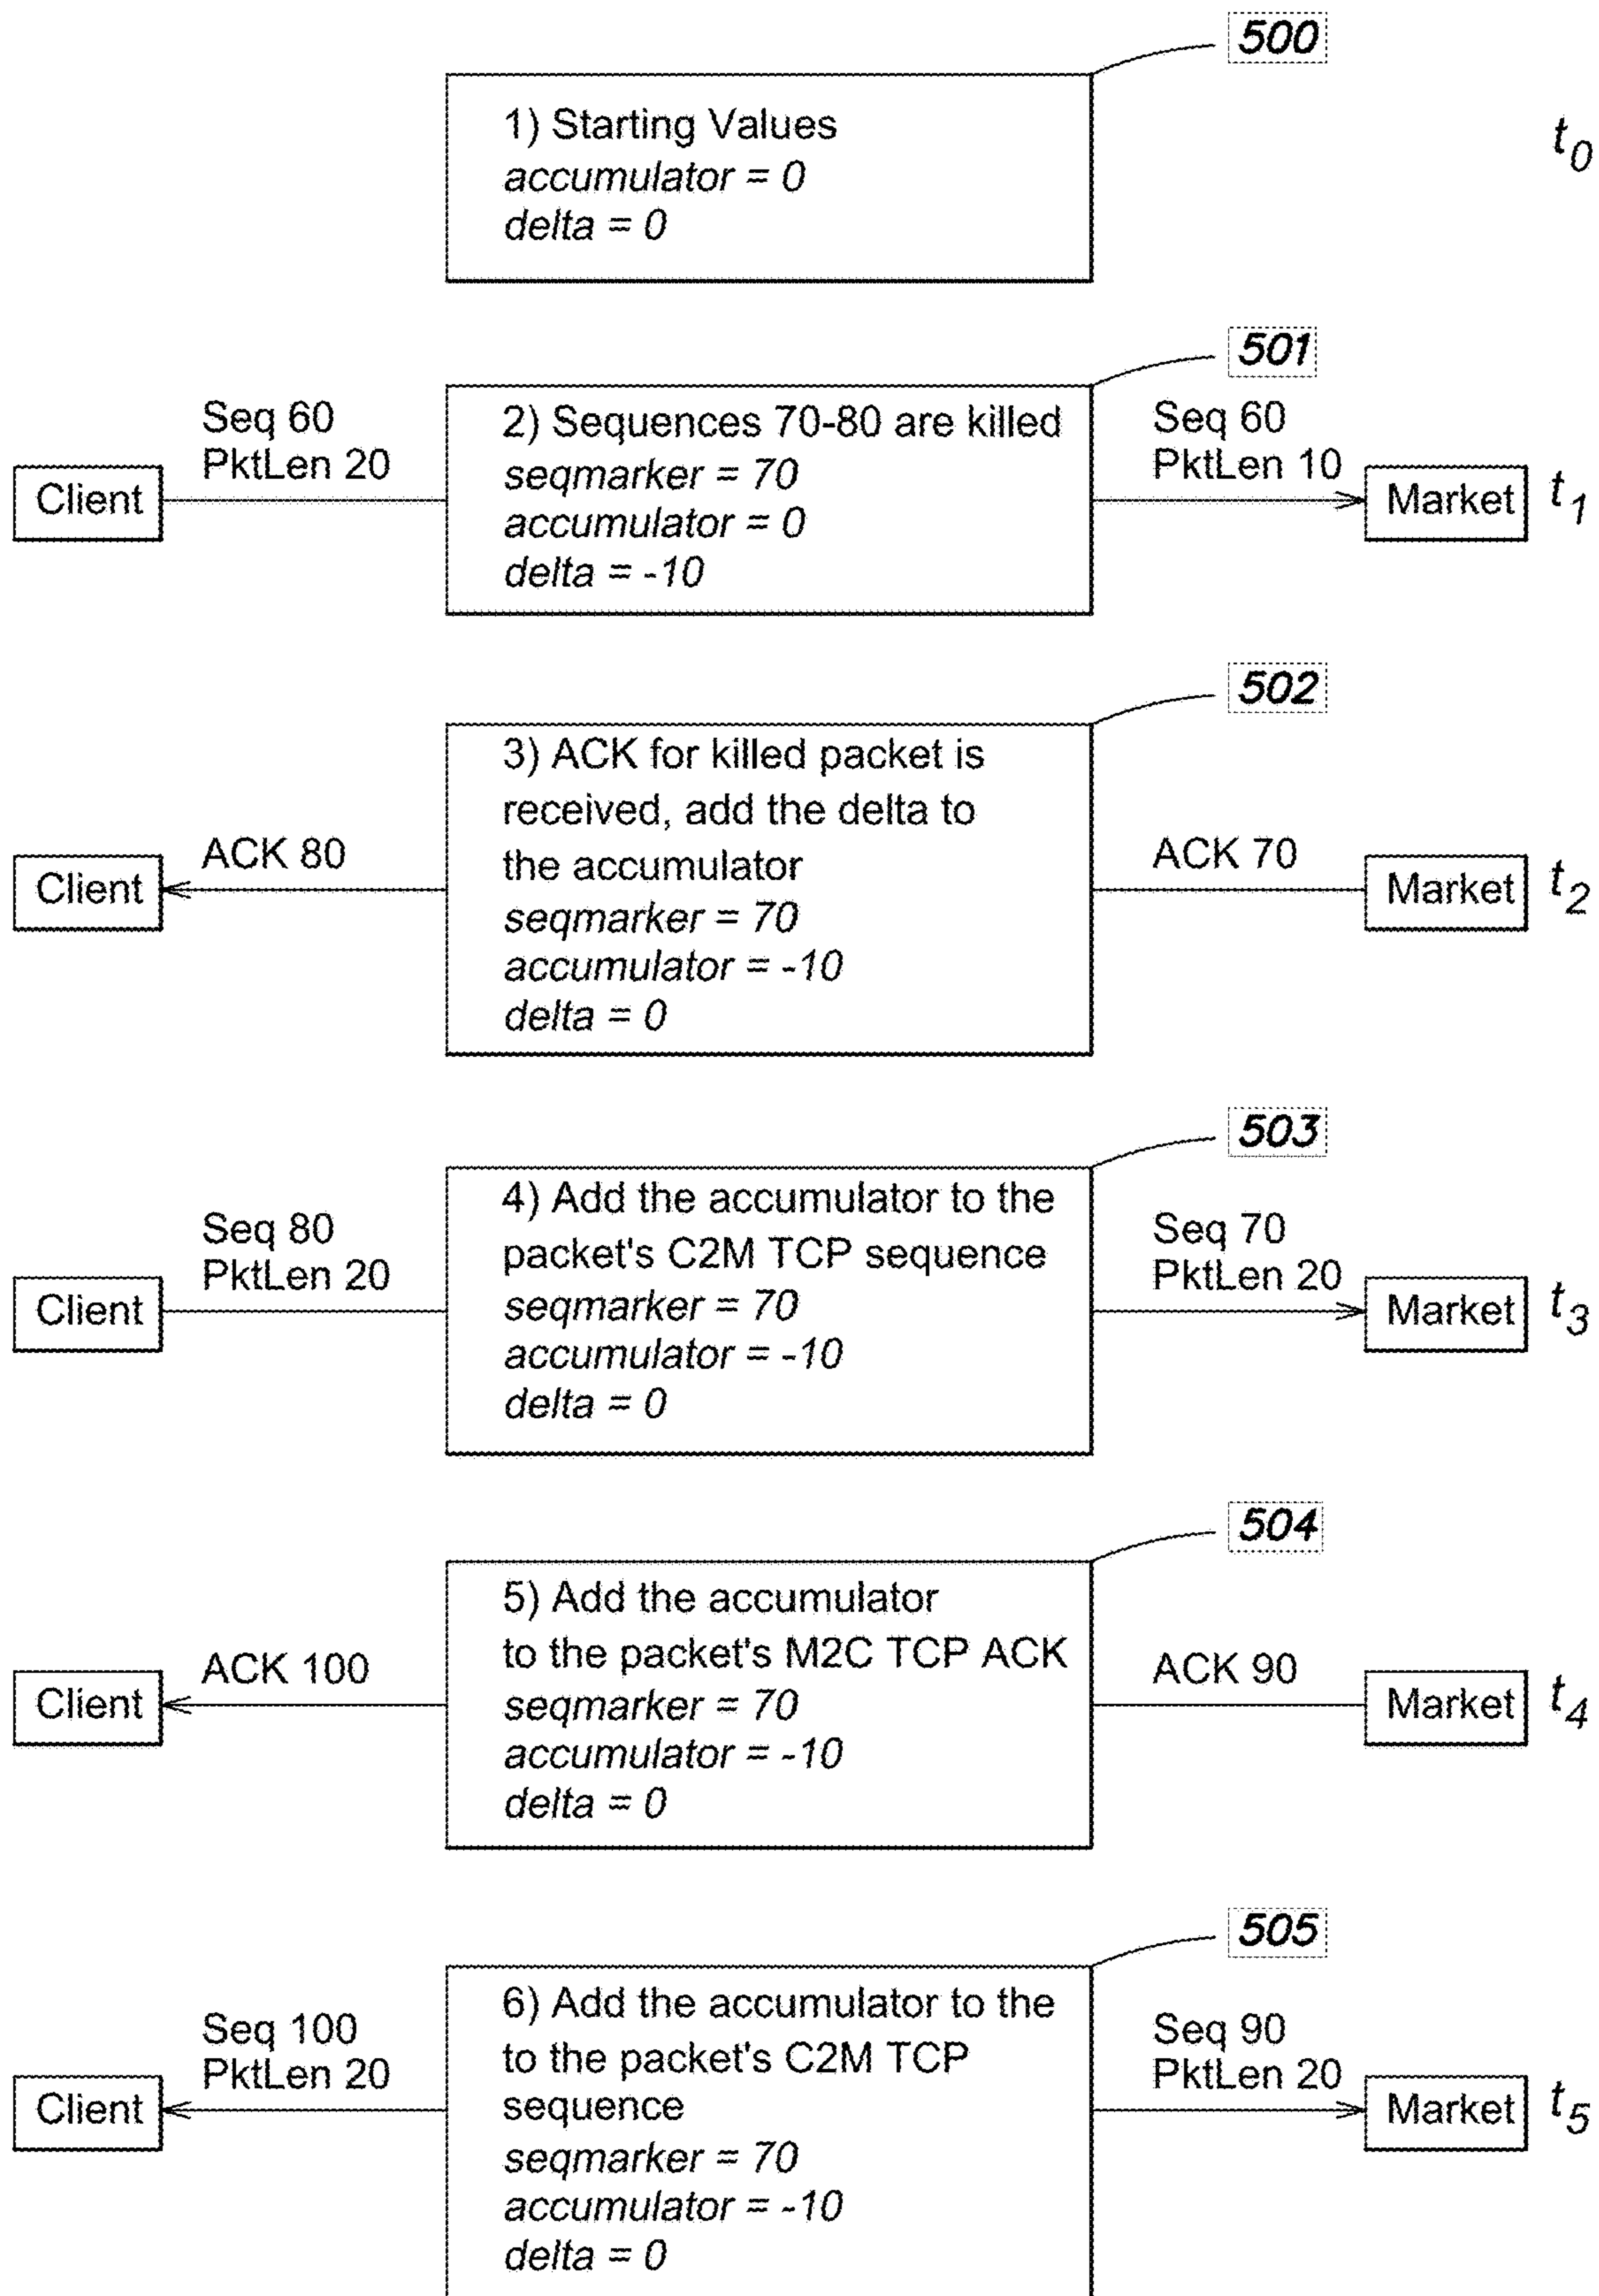 500
1) Starting Values
accumulator = 0
delta = 0
t0
501
Seq 60
PktLen 20
Client
2) Sequences 70-80 are killed
seqmarker = 70
accumulator = 0
delta = -10
Seq 60
PktLen 10
Market
t1
502
ACK 80
Client
3) ACK for killed packet is
received, add the delta to
the accumulator
seqmarker = 70
accumulator = -10
delta = 0
ACK 70
Market
t2
503
Seq 80
PktLen 20
Client
4) Add the accumulator to the
packet's C2M TCP sequence
seqmarker = 70
accumulator = -10
delta = 0
Seq 70
PktLen 20
Market
t3
504
ACK 100
Client
5) Add the accumulator
to the packet's M2C TCP ACK
seqmarker = 70
accumulator = -10
delta = 0
ACK 90
Market
t4
505
Seq 100
PktLen 20
Client
6) Add the accumulator to the
to the packet's C2M TCP
sequence
seqmarker = 70
accumulator = -10
delta = 0
Seq 90
PktLen 20
Market
t5